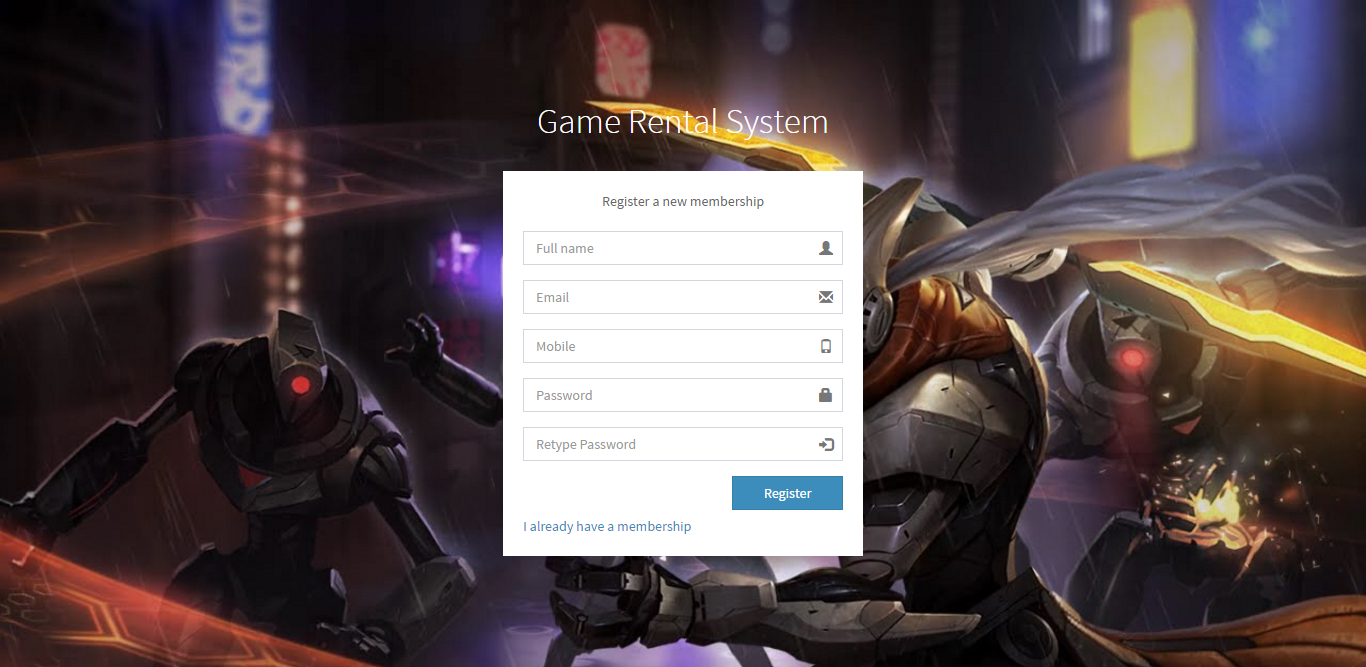 Game Rental System
Register a new membership
Full name
Email
Mobile
Password
Retype Password
Register
I already have a membership